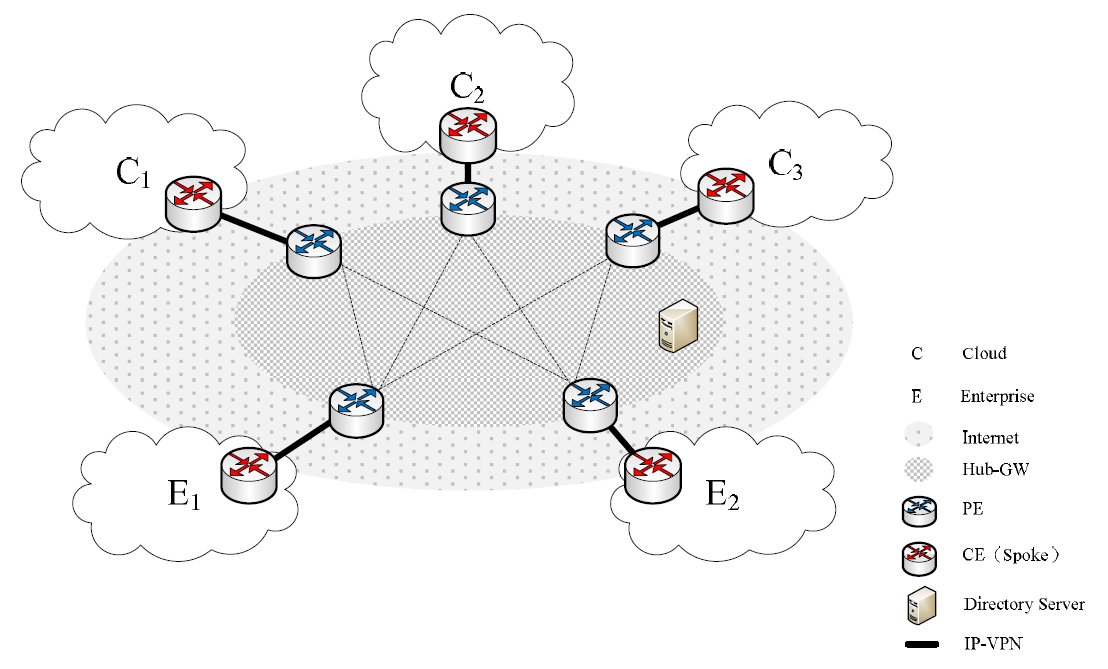 C2
C1
C3
E1
E2
C Cloud
E Enterprise
Internet
Hub-GW
PE
CE（Spoke）
Directory Server
IP-VPN